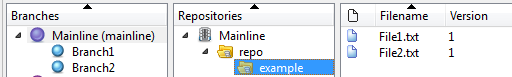 Branches
Mainline (mainline)
Branch1
Branch2
Repositories
Mainline
repo
example
Filename Version
File1.txt 1
File2.txt 1